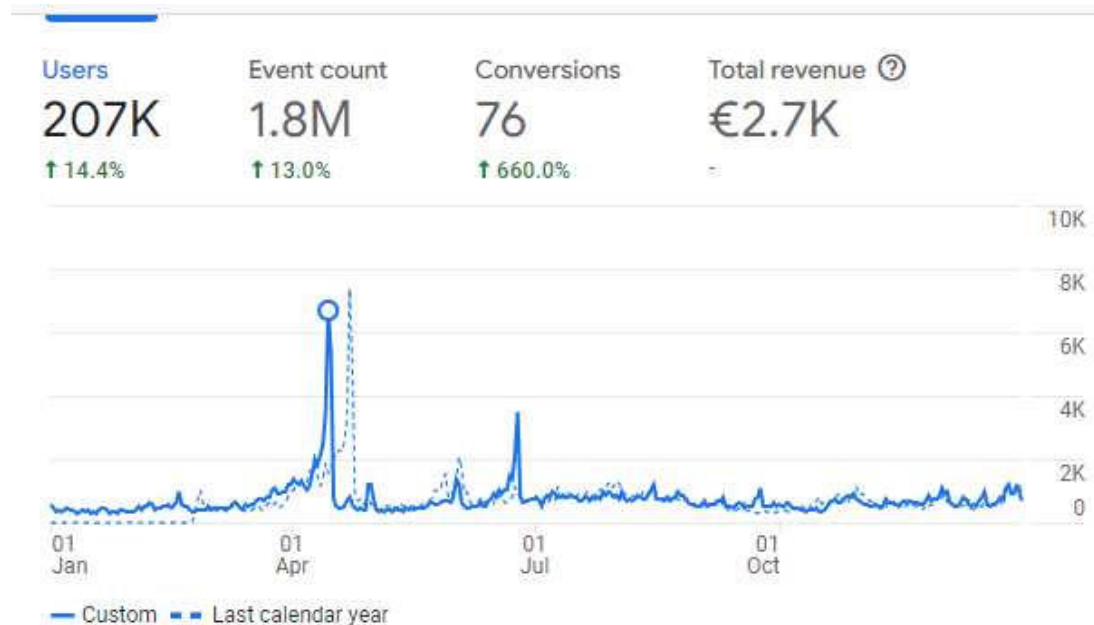 Users Event count Conversions Total revenue ?
207K 1.8M 76 €2.7K
↑ 14.4% ↑ 13.0% ↑ 660.0% -
10K
8K
6K
4K
2K
0
01 01 01 01
Jan Apr Jul Oct
Custom Last calendar year